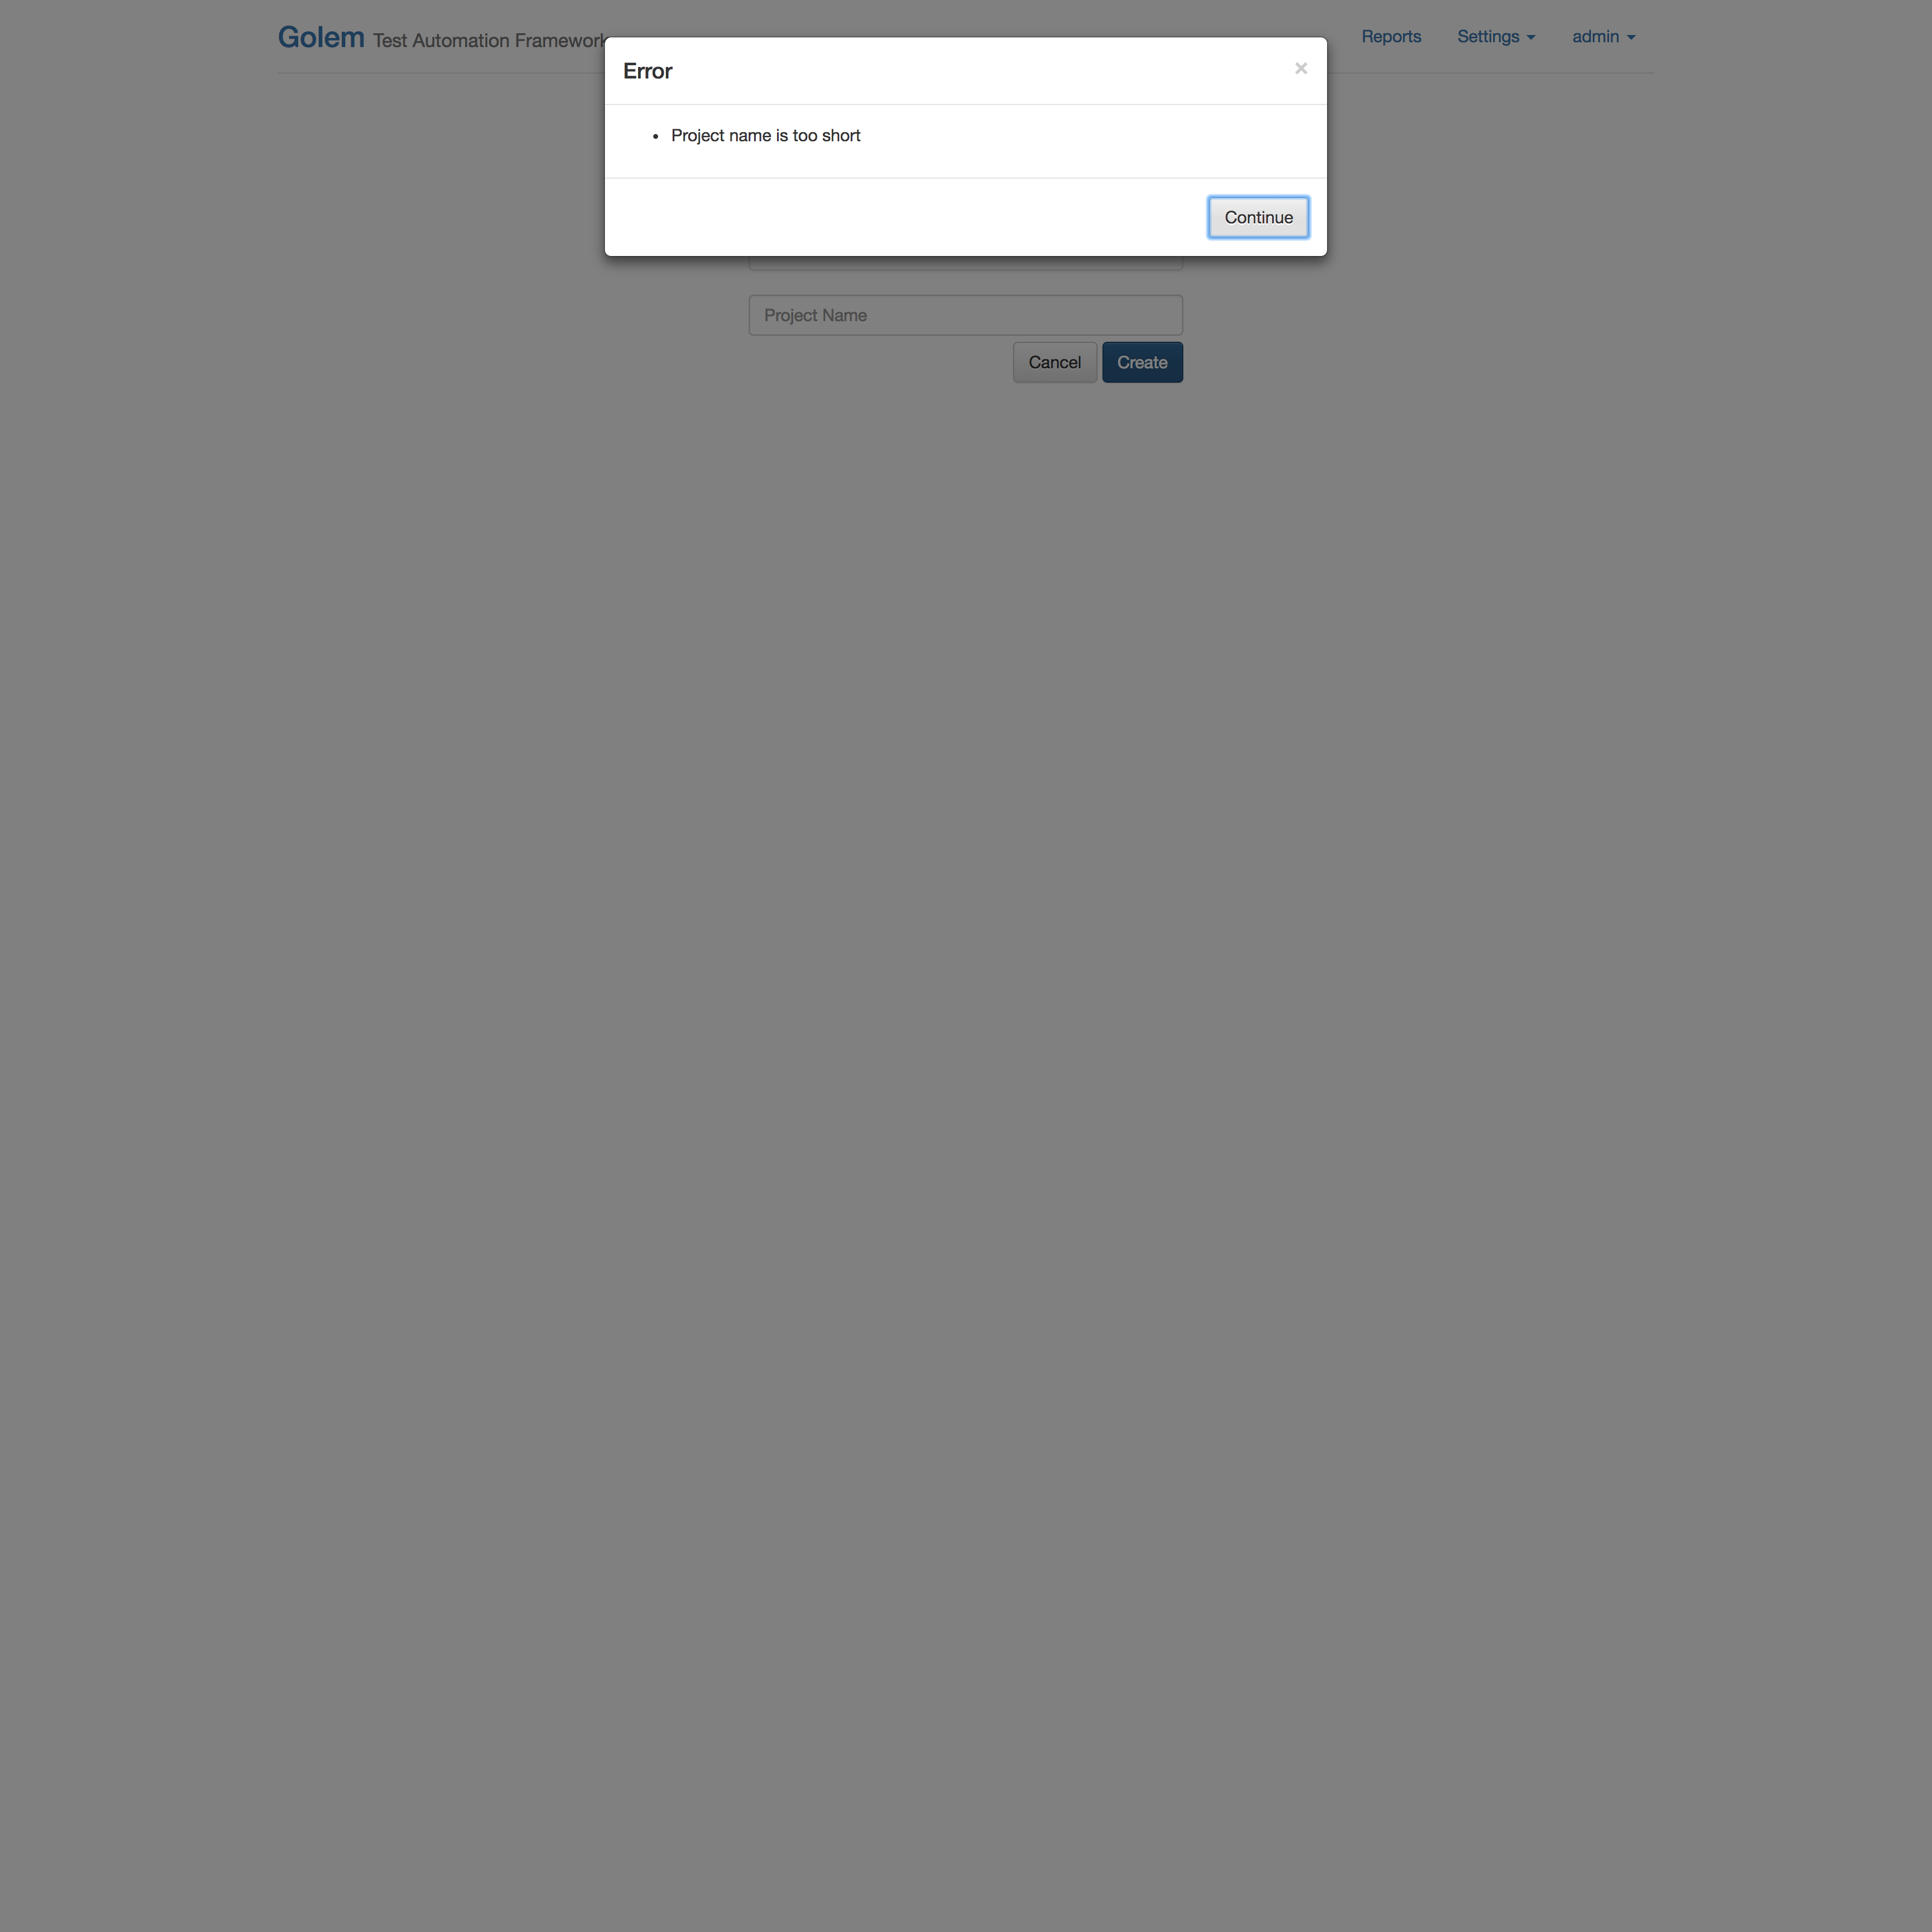 Golem Test Automation Framework Reports Settings admin
Error ×
Project name is too short
Continue
Project Name
Cancel Create